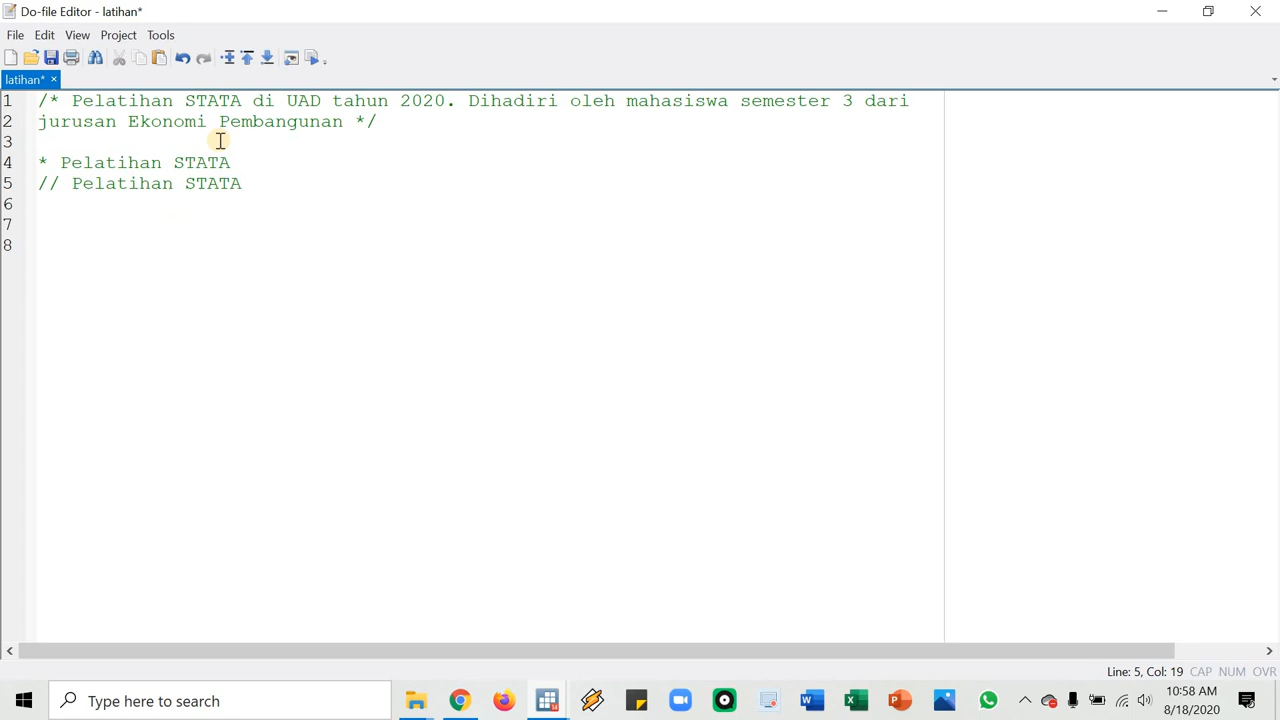 Do-file Editor - latihan*
File Edit View Project Tools
latihan* ×
1 /* Pelatihan STATA di UAD tahun 2020. Dihadiri oleh mahasiswa semester 3 dari
2 jurusan Ekonomi Pembangunan */
3
4 * Pelatihan STATA
5 // Pelatihan STATA
6
7
8
Line: 5, Col: 19 CAP NUM OVR
Type here to search
10:58 AM
8/18/2020